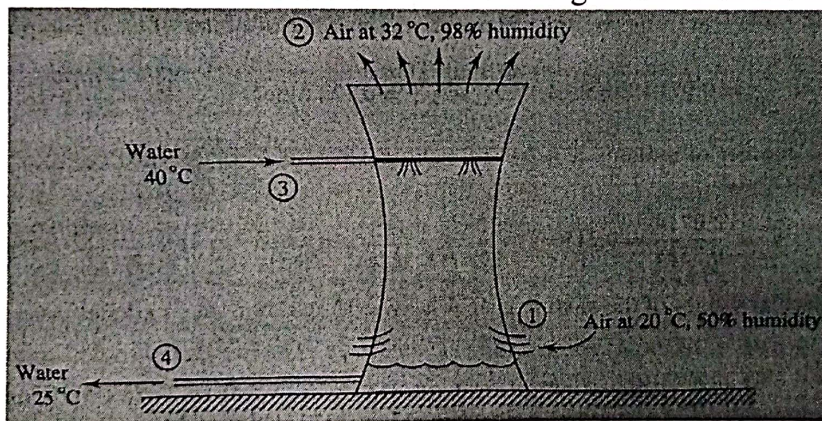 ② Air at 32 °C, 98% humidity
Water
40 °C
③
①
Air at 20 °C, 50% humidity
④
Water
25 °C